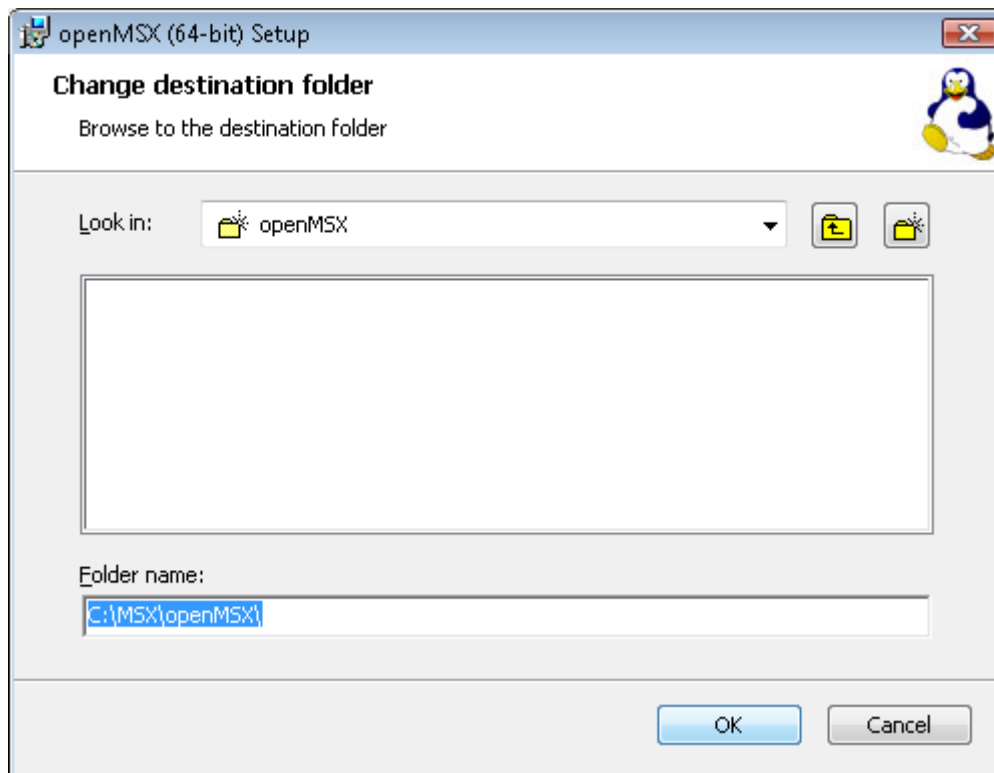 openMSX (64-bit) Setup
Change destination folder
Browse to the destination folder
Look in:
openMSX
Folder name:
C:\MSX\openMSX\
OK
Cancel